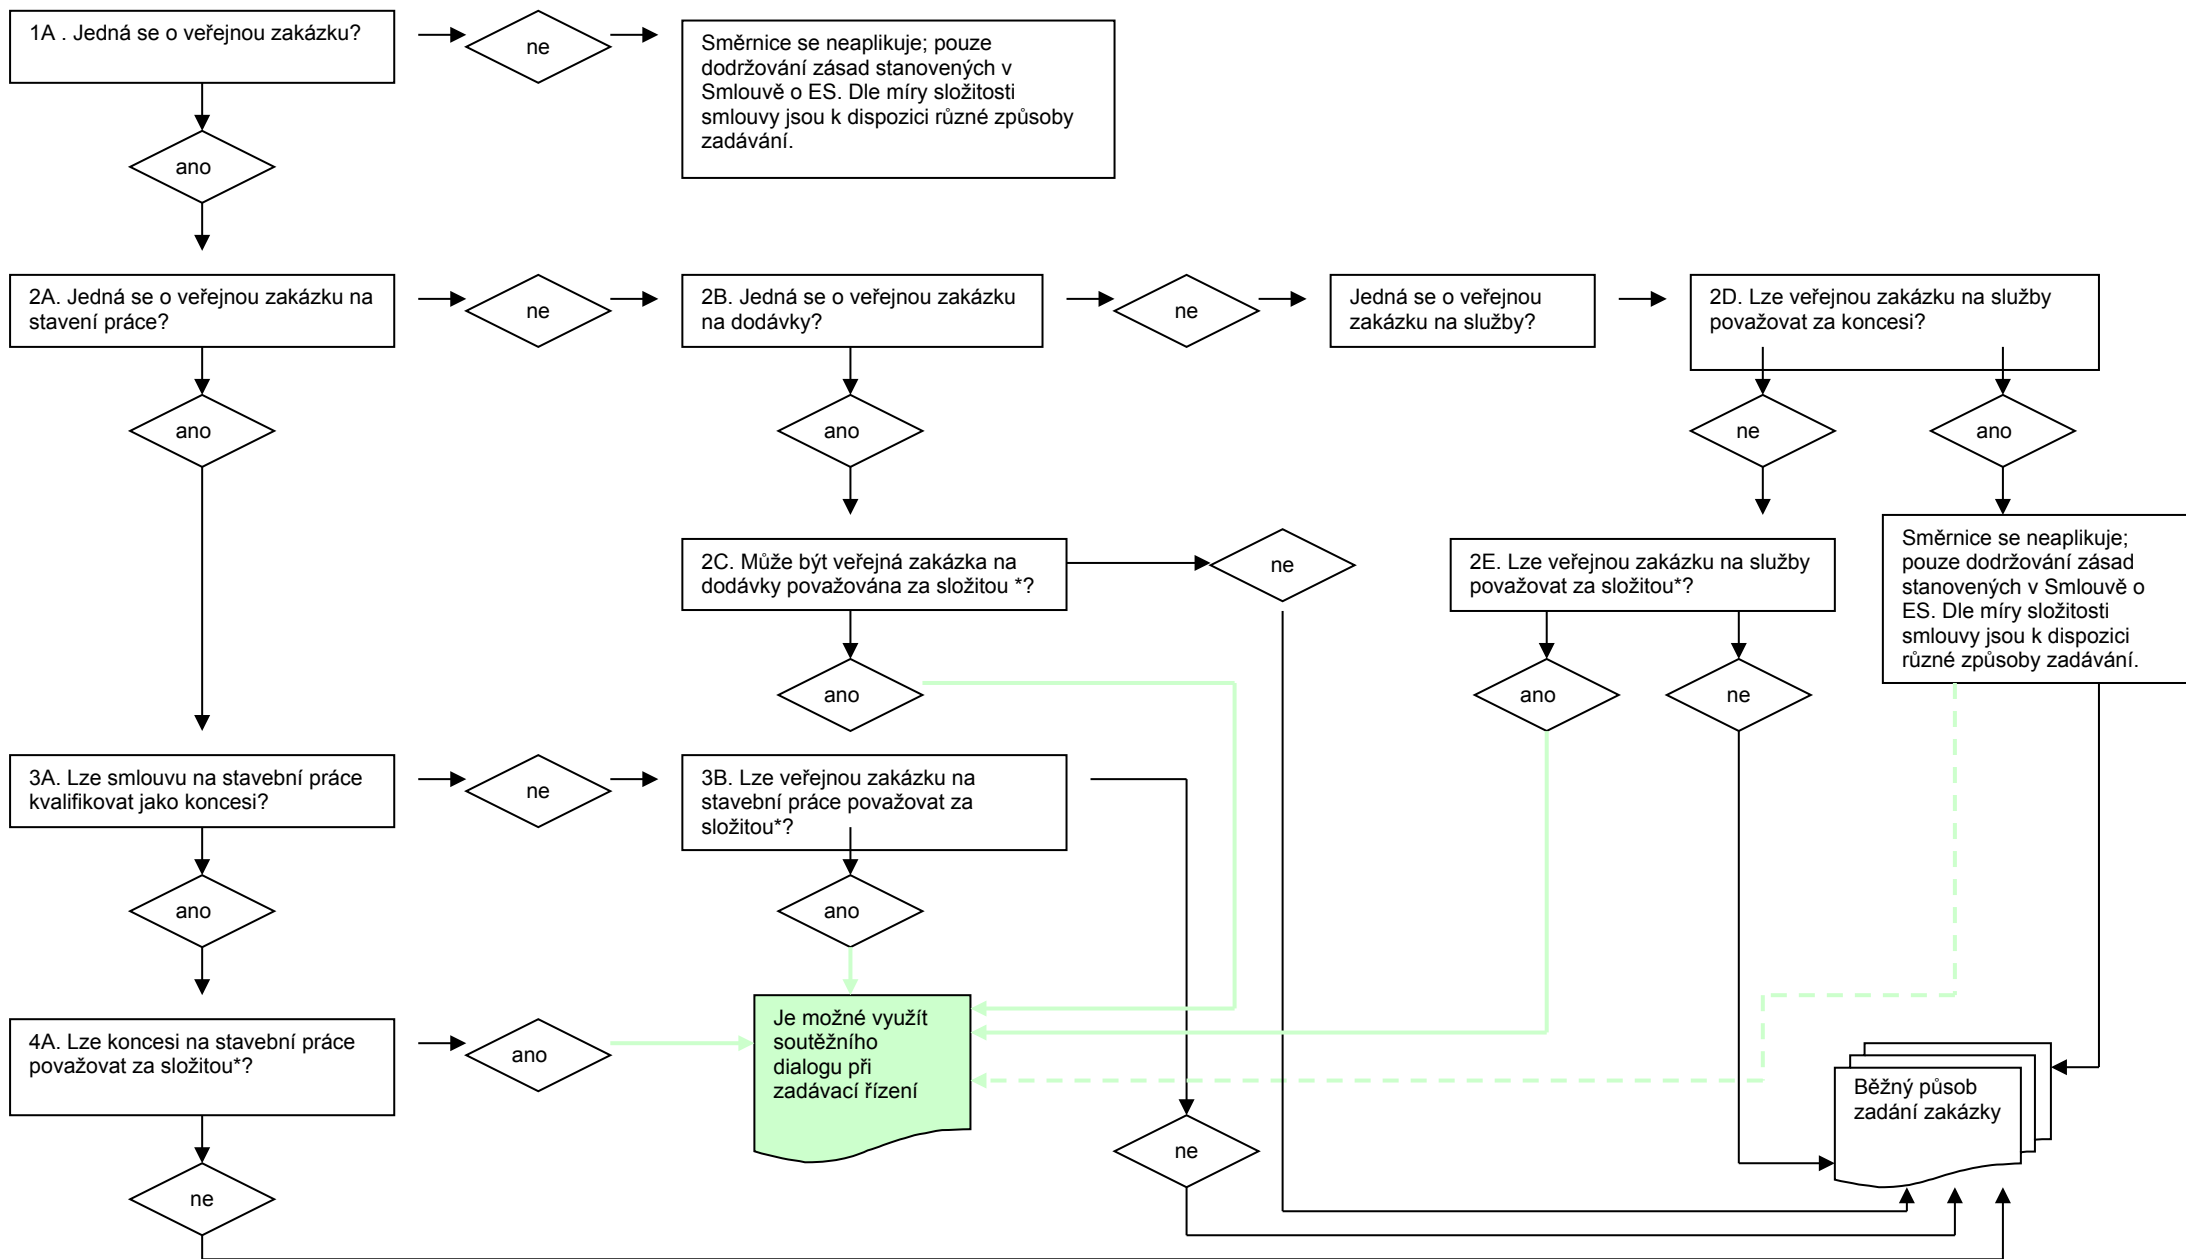 1A . Jedná se o veřejnou zakázku?
ne
Směrnice se neaplikuje; pouze
dodržování zásad stanovených v
Smlouvě o ES. Dle míry složitosti
smlouvy jsou k dispozici různé způsoby
zadávání.
ano
2A. Jedná se o veřejnou zakázku na
stavení práce?
ne
2B. Jedná se o veřejnou zakázku
na dodávky?
ne
Jedná se o veřejnou
zakázku na služby?
2D. Lze veřejnou zakázku na služby
považovat za koncesi?
ano
ano
ne
ano
2C. Může být veřejná zakázka na
dodávky považována za složitou *?
ne
2E. Lze veřejnou zakázku na služby
považovat za složitou*?
Směrnice se neaplikuje;
pouze dodržování zásad
stanovených v Smlouvě o
ES. Dle míry složitosti
smlouvy jsou k dispozici
různé způsoby zadávání.
ano
ano
ne
3A. Lze smlouvu na stavební práce
kvalifikovat jako koncesi?
ne
3B. Lze veřejnou zakázku na
stavební práce považovat za
složitou*?
ano
ano
4A. Lze koncesi na stavební práce
považovat za složitou*?
ano
Je možné využít
soutěžního
dialogu při
zadávací řízení
Běžný působ
zadání zakázky
ne
ne